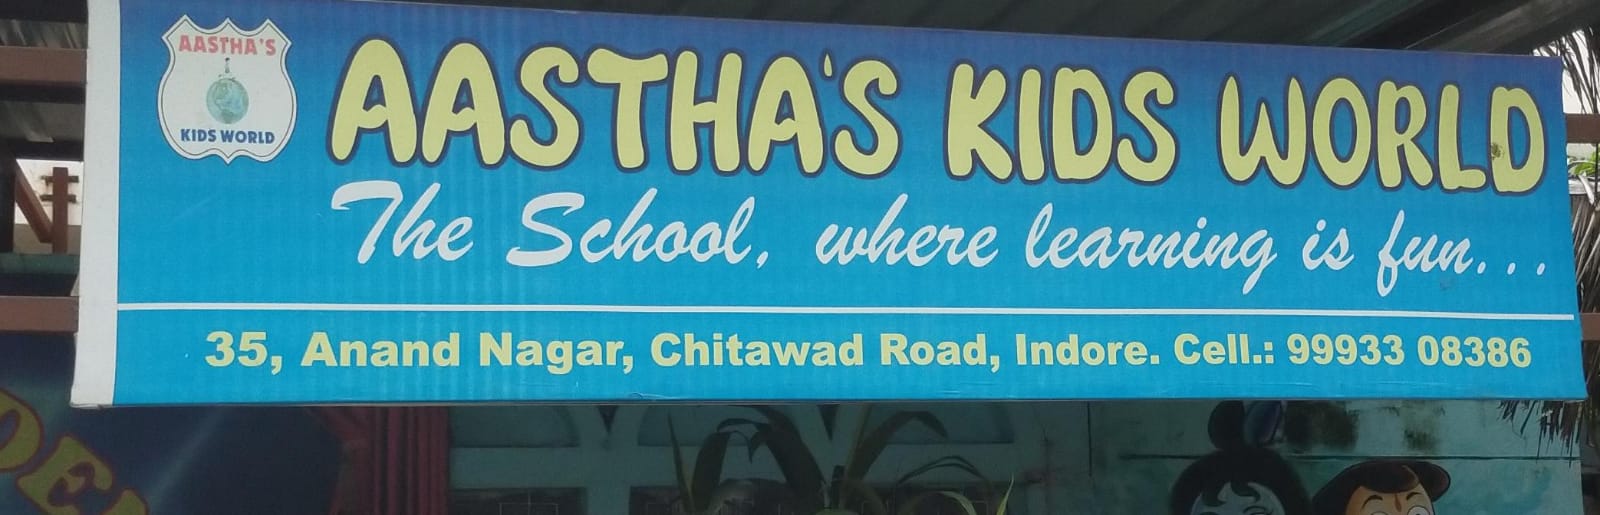 AASTHA'S
KIDS WORLD
AASTHA'S KIDS WORLD
The School, where learning is fun...
35, Anand Nagar, Chitawad Road, Indore. Cell.: 99933 08386